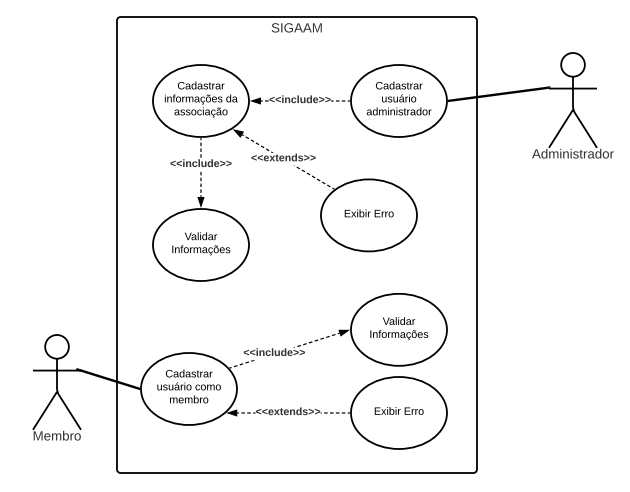 SIGAAM
Cadastrar
informações da
associação
<<include>>
Cadastrar
usuário
administrador
Administrador
<<include>>
<<extends>>
Exibir Erro
Validar
Informações
Validar
Informações
<<include>>
Cadastrar
usuário como
membro
<<extends>>
Exibir Erro
Membro